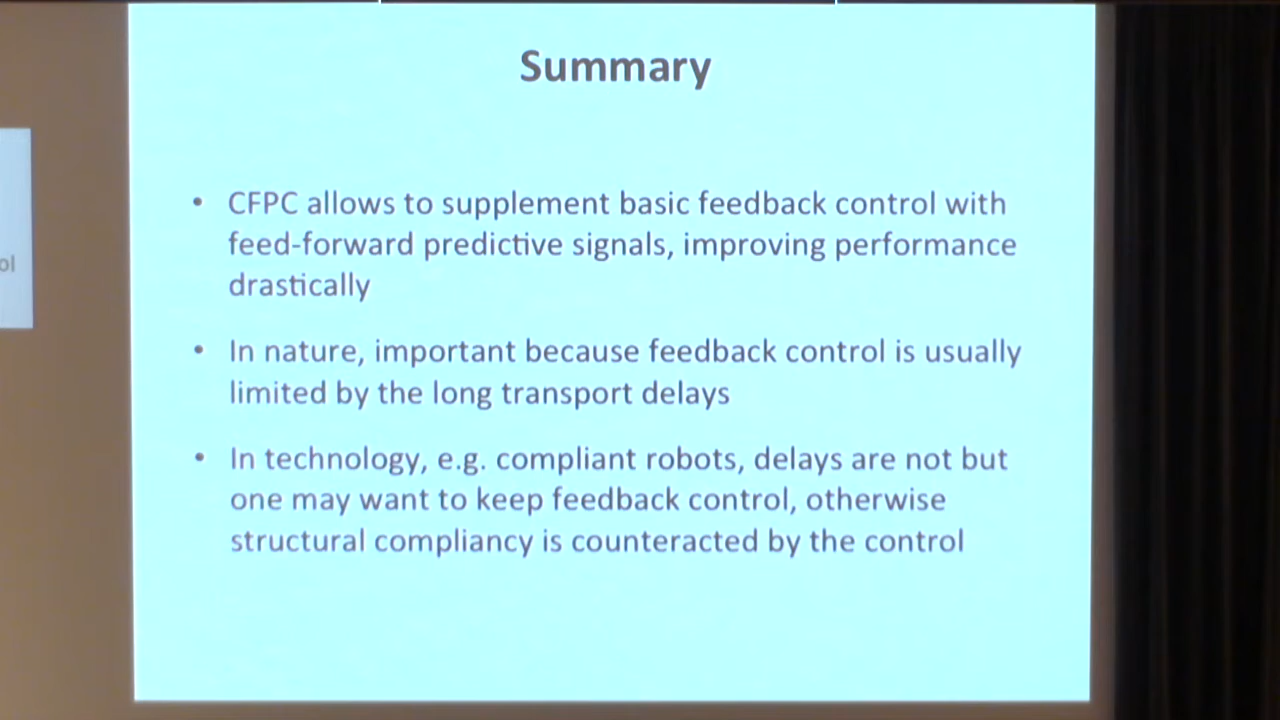 Summary
• CFPC allows to supplement basic feedback control with
feed-forward predictive signals, improving performance
drastically
• In nature, important because feedback control is usually
limited by the long transport delays
• In technology, e.g. compliant robots, delays are not but
one may want to keep feedback control, otherwise
structural compliancy is counteracted by the control
ol